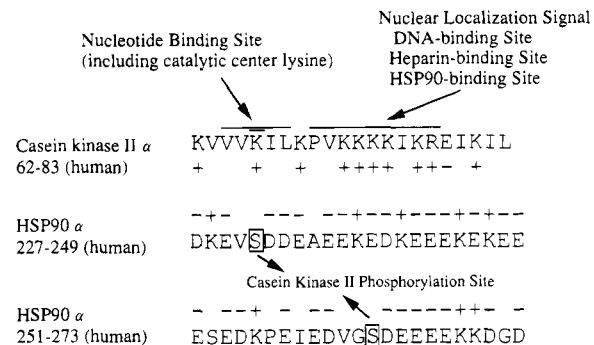 Nuclear Localization Signal
DNA-binding Site
Heparin-binding Site
HSP90-binding Site
Nucleotide Binding Site
(including catalytic center lysine)
Casein kinase II α KVVVKILKPVKKKKIKREIKIL
62-83 (human) + + + ++++ ++- +
-+- --- --+--+---+-+--
HSP90 α
227-249 (human) DKEVSDDEAEEKEDKEEEKEKEE
Casein Kinase II Phosphorylation Site
- --+ - -- -----++- -
HSP90 α
251-273 (human) ESEDKPEIEDVGSDEEEEKKDGD